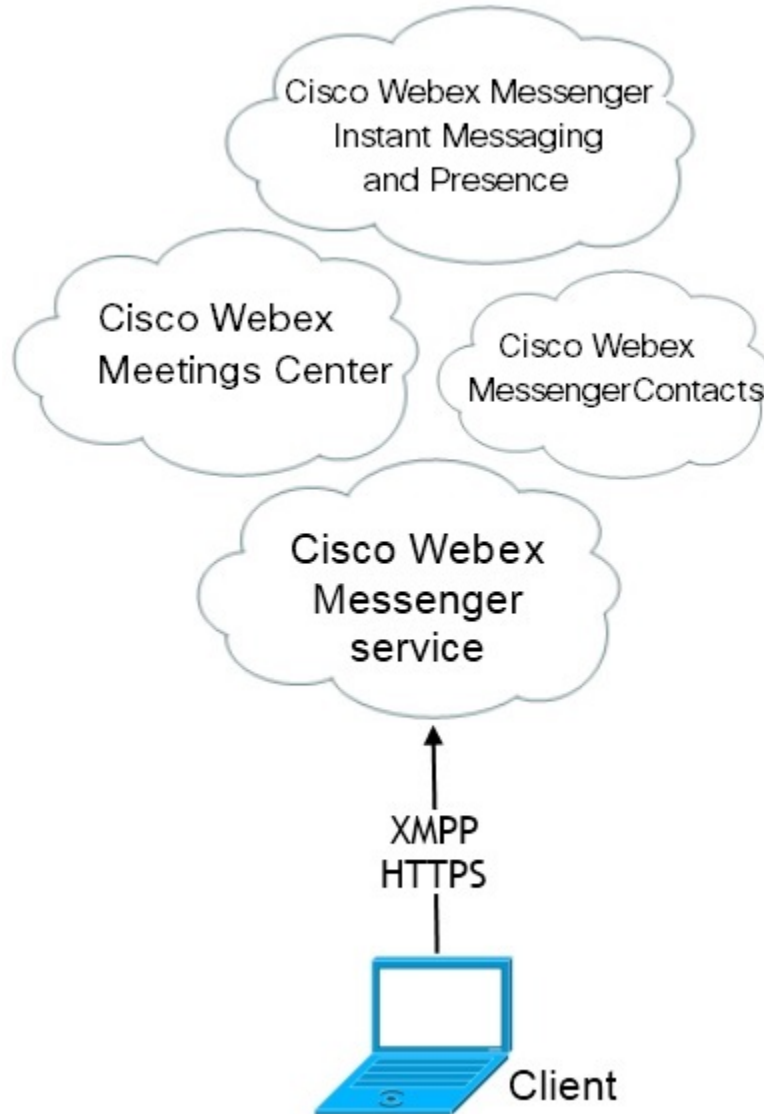 Cisco Webex Messenger
Instant Messaging
and Presence
Cisco Webex
Meetings Center
Cisco Webex
MessengerContacts
Cisco Webex
Messenger
service
XMPP
HTTPS
Client